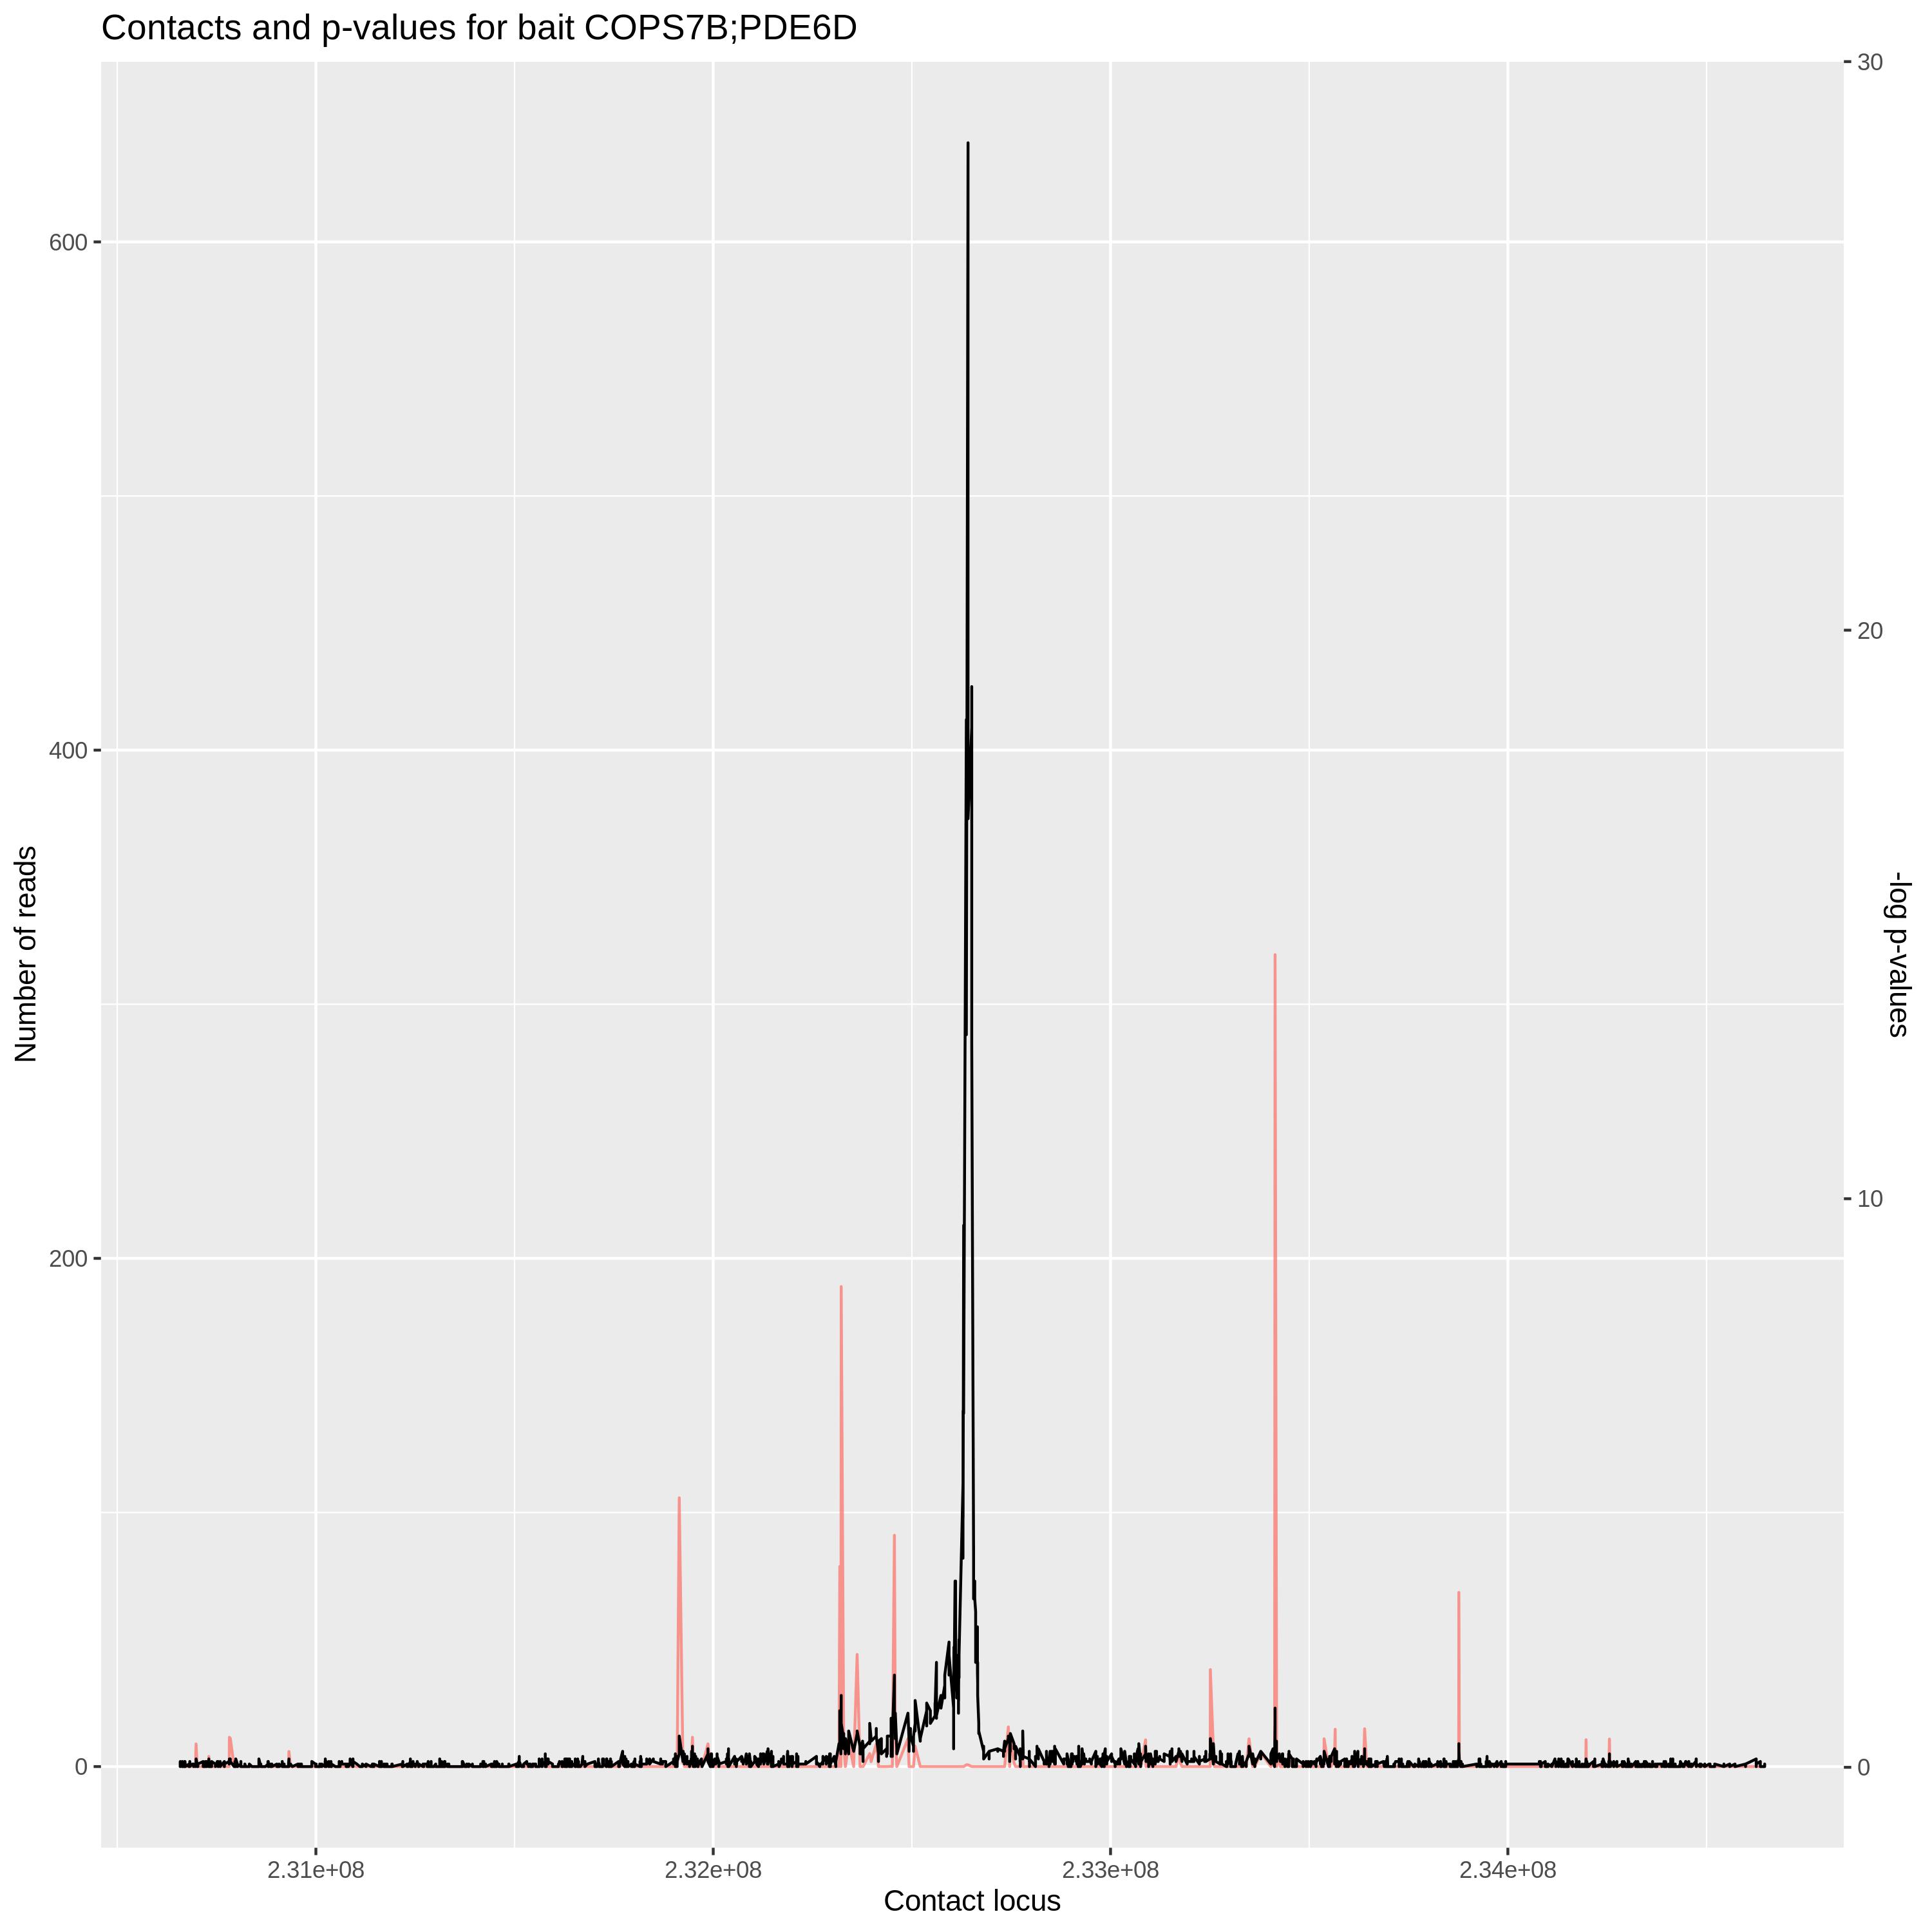 Contacts and p-values for bait COPS7B;PDE6D
30
600
20
400
Number of reads
-log p-values
10
200
0
0
2.31e+08
2.32e+08
2.33e+08
2.34e+08
Contact locus